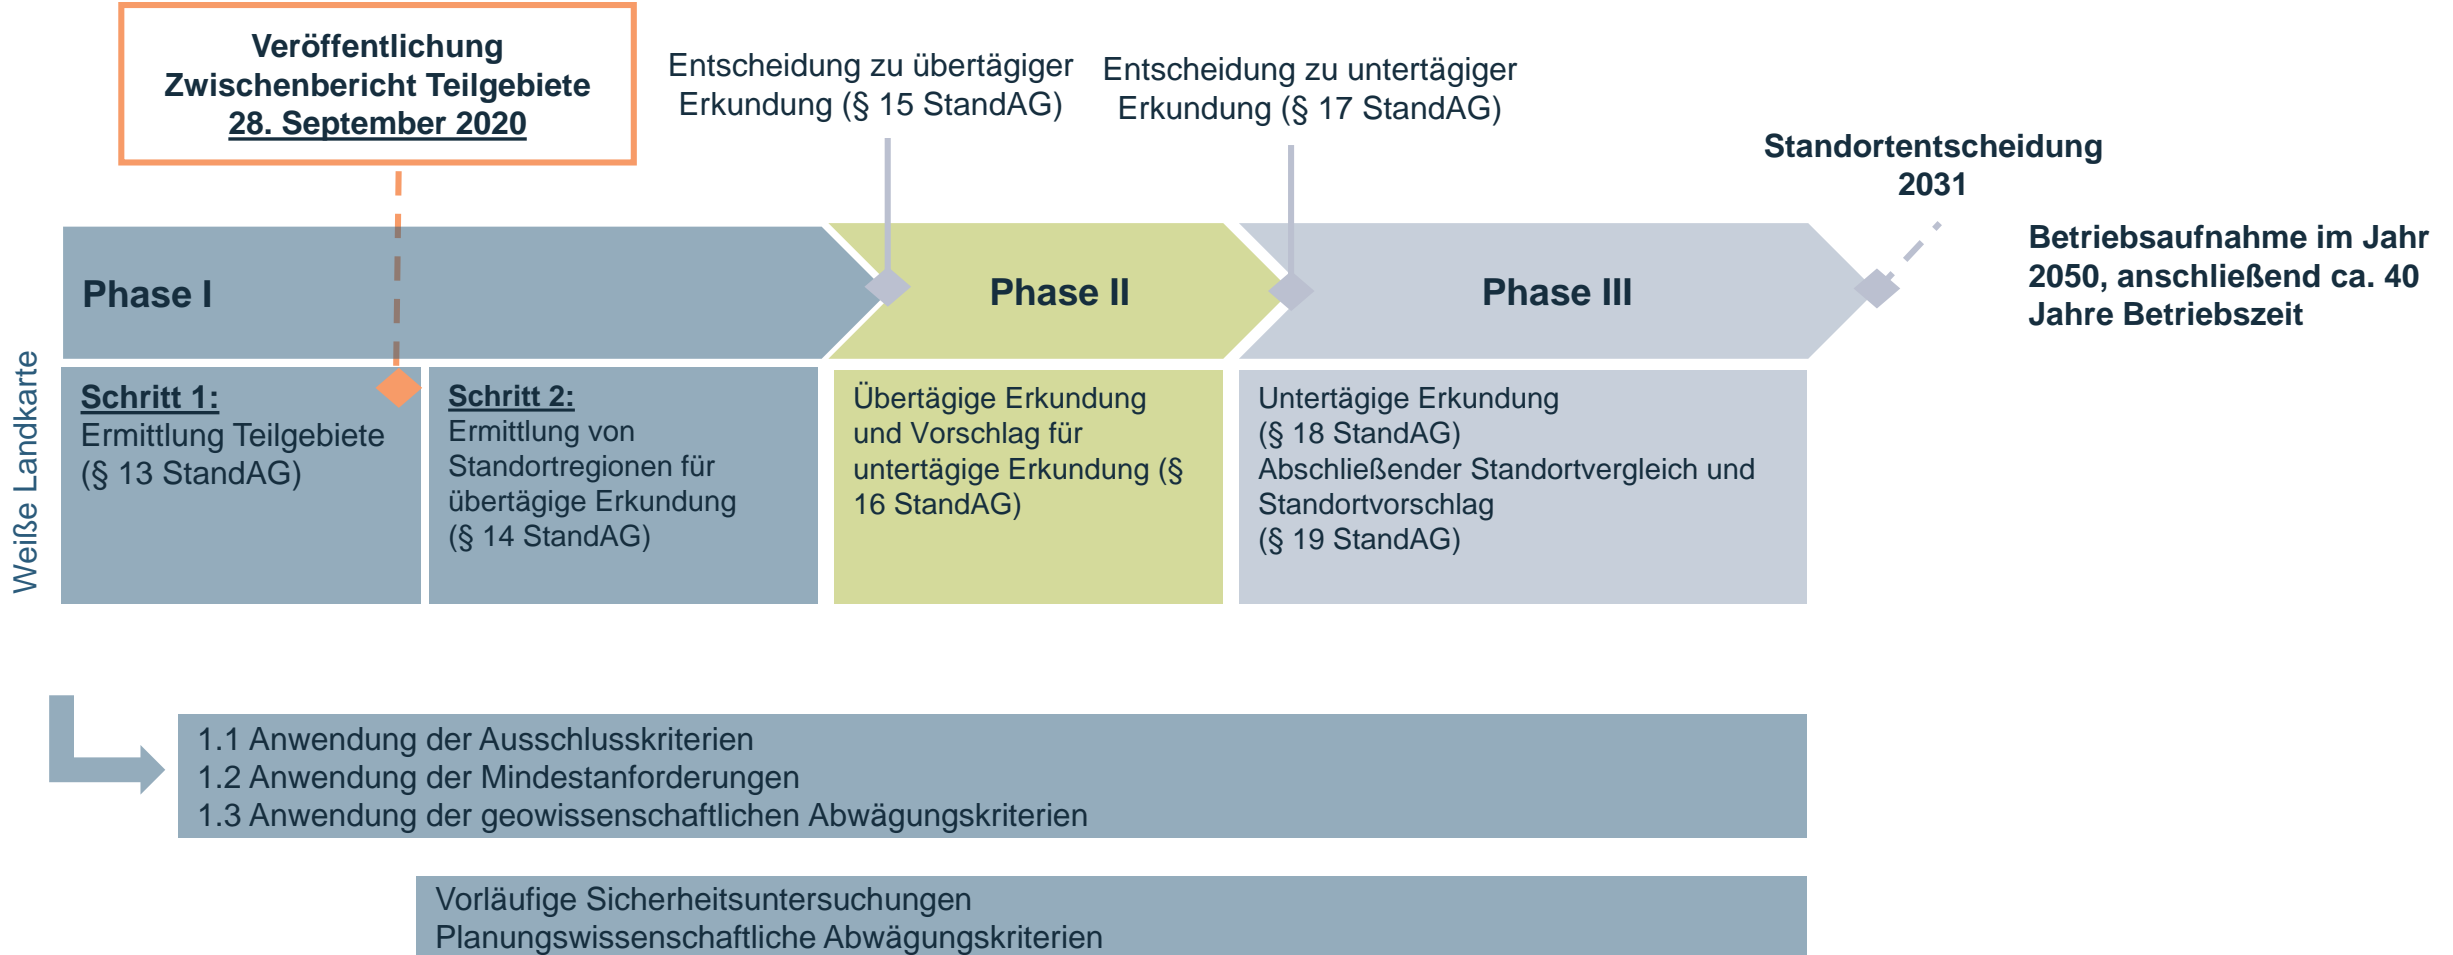 Veröffentlichung
Zwischenbericht Teilgebiete
28. September 2020
Entscheidung zu übertägiger
Erkundung (§ 15 StandAG)
Entscheidung zu untertägiger
Erkundung (§ 17 StandAG)
Standortentscheidung
2031
Betriebsaufnahme im Jahr
2050, anschließend ca. 40
Jahre Betriebszeit
Phase I
Phase II
Phase III
Weiße Landkarte
Schritt 1:
Ermittlung Teilgebiete
(§ 13 StandAG)
Schritt 2:
Ermittlung von
Standortregionen für
übertägige Erkundung
(§ 14 StandAG)
Übertägige Erkundung
und Vorschlag für
untertägige Erkundung (§
16 StandAG)
Untertägige Erkundung
(§ 18 StandAG)
Abschließender Standortvergleich und
Standortvorschlag
(§ 19 StandAG)
1.1 Anwendung der Ausschlusskriterien
1.2 Anwendung der Mindestanforderungen
1.3 Anwendung der geowissenschaftlichen Abwägungskriterien
Vorläufige Sicherheitsuntersuchungen
Planungswissenschaftliche Abwägungskriterien